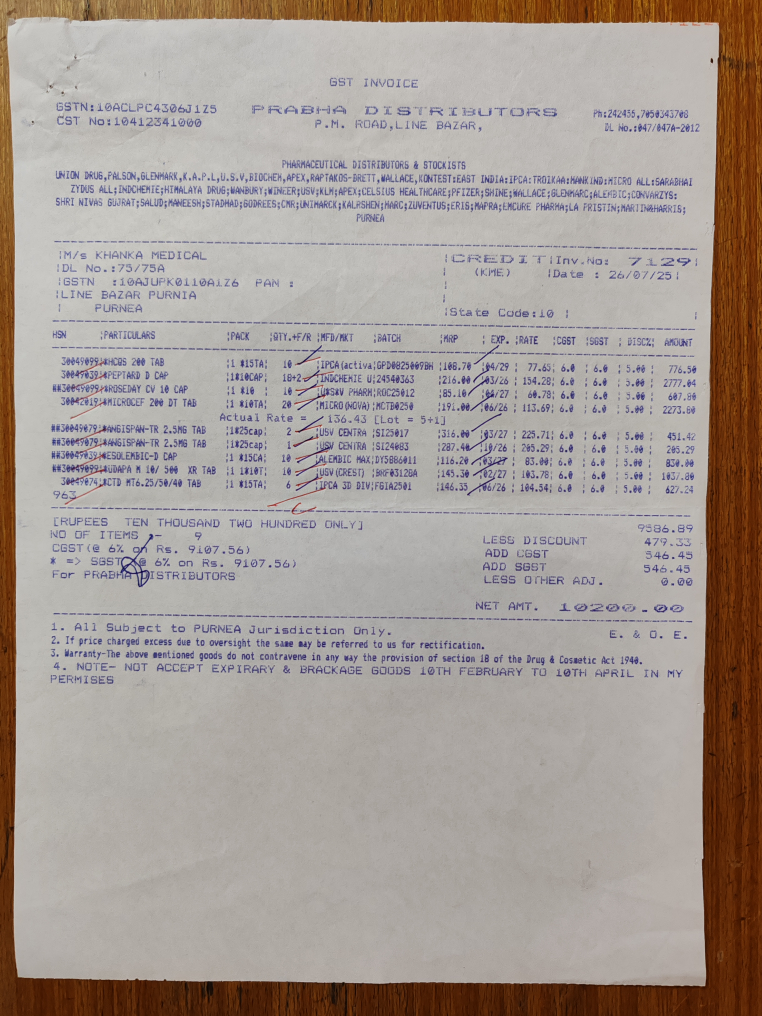 GST INVOICE
GSTN:10ACLPC4306J1Z5 PRABHA DISTRIBUTORS Ph:242455,7050343708
CST No:10412341000 P.M. ROAD,LINE BAZAR, DL No.:047/047A-2012
PHARMACEUTICAL DISTRIBUTORS & STOCKISTS
UNION DRUG,PALSON,GLENMARK,K.A.P.L,U.S.V,BIOCHEM,APEX,RAPTAKOS-BRETT,WALLACE,KONTEST:EAST INDIA:IPCA:TROIKAA:MANKIND:MICRO ALL:SARABHAI
ZYDUS ALL;INDCHEMIE;HIMALAYA DRUG;WANBURY;WINEER;USV;KLM;APEX;CELSIUS HEALTHCARE;PFIZER;SHINE;WALLACE;GLENMARC;ALEMBIC;CONVARZYS:
SHRI NIVAS GUJRAT;SALUD;MANEESH;STADMAD;GODREES;CMR;UNIMARCK;KALRSHEN;MARC;ZUVENTUS;ERIS;MAPRA;EMCURE PHARMA;LA PRISTIN;MARTIN&HARRIS;
PURNEA
M/s KHANKA MEDICAL CREDIT Inv.No: 7129
DL No.:75/75A (KME) Date : 26/07/25
GSTN :10AJUPK0110A1Z6 PAN :
LINE BAZAR PURNIA
PURNEA State Code:10
HSN PARTICULARS PACK QTY.+F/R MFD/MKT BATCH MRP EXP. RATE CGST SGST DISC% AMOUNT
30049099 *HCQS 200 TAB 1 *15TA 10 IPCA(activa GPD0825009BH 108.70 04/29 77.65 6.0 6.0 5.00 776.50
30049039 *PEPTARD D CAP 1*10CAP 18+2 INDCHEMIE U 24540363 216.00 03/26 154.28 6.0 6.0 5.00 2777.04
##30049099 *ROSEDAY CV 10 CAP 1 *10 10 U*S*V PHARM ROC25012 85.10 04/27 60.78 6.0 6.0 5.00 607.80
30042019 *MICROCEF 200 DT TAB 1 *10TA 20 MICRO(NOVA) MCTB0250 191.00 06/26 113.69 6.0 6.0 5.00 2273.80
Actual Rate = 136.43 [Lot = 5+1]
##30049079 *ANGISPAN-TR 2.5MG TAB 1*25cap 2 USV CENTRA SI25017 316.00 03/27 225.71 6.0 6.0 5.00 451.42
##30049079 *ANGISPAN-TR 2.5MG TAB 1*25cap 1 USV CENTRA SI24083 287.40 10/26 205.29 6.0 6.0 5.00 205.29
##30049039 *ESOLEMBIC-D CAP 1 *15CA 10 ALEMBIC MAX DY5086011 116.20 03/27 83.00 6.0 6.0 5.00 830.00
##30049099 *UDAPA M 10/ 500 XR TAB 1 1*10T 10 USV(CREST) BRF03128A 145.30 02/27 103.78 6.0 6.0 5.00 1037.80
30049074 *CTD MT6.25/50/40 TAB 1 *15TA 6 IPCA 3D DIV FGIA2501 146.35 06/26 104.54 6.0 6.0 5.00 627.24
963
[RUPEES TEN THOUSAND TWO HUNDRED ONLY] 9586.89
NO OF ITEMS :- 9 LESS DISCOUNT 479.33
CGST(@ 6% on Rs. 9107.56) ADD CGST 546.45
* => SGST(@ 6% on Rs. 9107.56) ADD SGST 546.45
For PRABHA DISTRIBUTORS LESS OTHER ADJ. 0.00
NET AMT. 10200.00
1. All Subject to PURNEA Jurisdiction Only. E. & O. E.
2. If price charged excess due to oversight the same may be referred to us for rectification.
3. Warranty-The above mentioned goods do not contravene in any way the provision of section 18 of the Drug & Cosmetic Act 1940.
4. NOTE- NOT ACCEPT EXPIRARY & BRACKAGE GOODS 10TH FEBRUARY TO 10TH APRIL IN MY
PERMISES